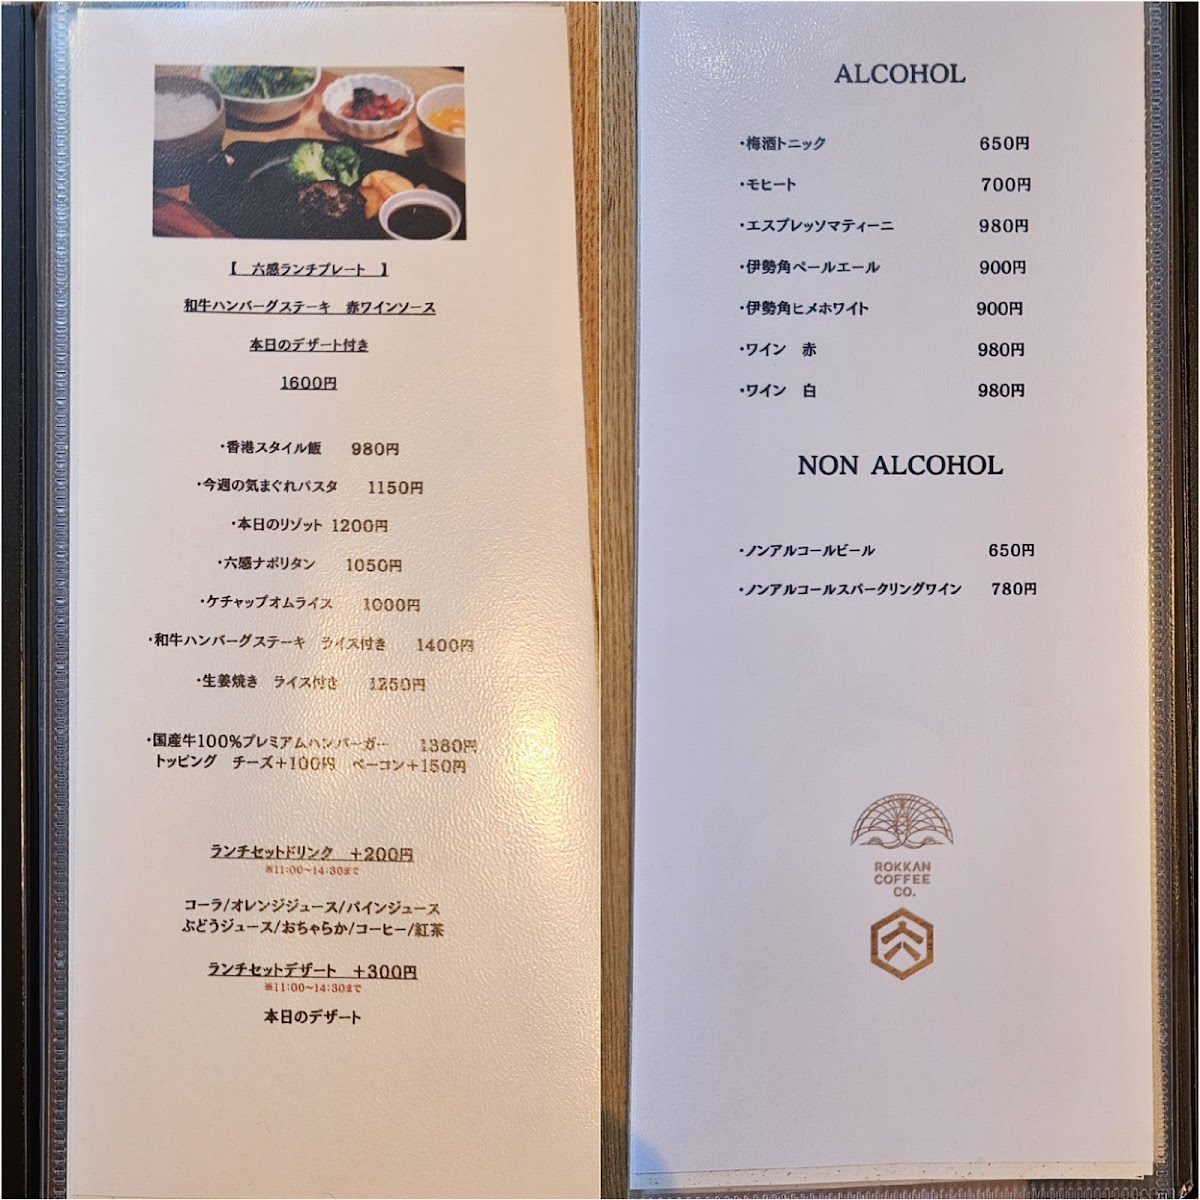 【　六感ランチプレート　】
和牛ハンバーグステーキ　赤ワインソース
本日のデザート付き
1600円
・香港スタイル飯　980円
・今週の気まぐれパスタ　1150円
・本日のリゾット 1200円
・六感ナポリタン　1050円
・ケチャップオムライス　1000円
・和牛ハンバーグステーキ　ライス付き　1400円
・生姜焼き　ライス付き　1250円
・国産牛100％プレミアムハンバーガー　1380円
トッピング　チーズ＋100円　ベーコン＋150円
ランチセットドリンク　＋200円
※11：00～14：30まで
コーラ/オレンジジュース/パインジュース
ぶどうジュース/おちゃらか/コーヒー/紅茶
ランチセットデザート　＋300円
※11：00～14：30まで
本日のデザート
ALCOHOL
・梅酒トニック　650円
・モヒート　700円
・エスプレッソマティーニ　980円
・伊勢角ペールエール　900円
・伊勢角ヒメホワイト　900円
・ワイン　赤　980円
・ワイン　白　980円
NON ALCOHOL
・ノンアルコールビール　650円
・ノンアルコールスパークリングワイン　780円
ROKKAN
COFFEE
CO.